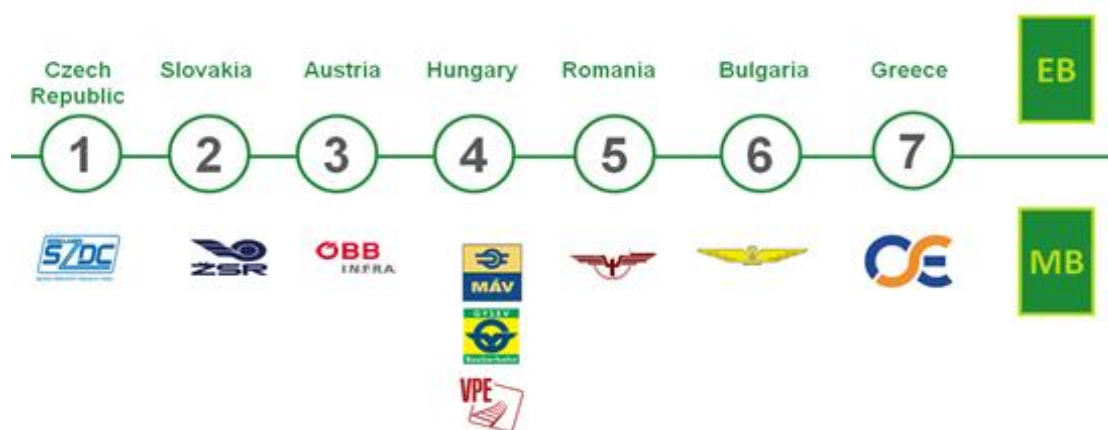 Czech
Republic
Slovakia
Austria
Hungary
Romania
Bulgaria
Greece
EB
1
2
3
4
5
6
7
SŽDC
ŽSR
ÖBB
INFRA
MÁV
GYSEV
VPE
OSE
MB